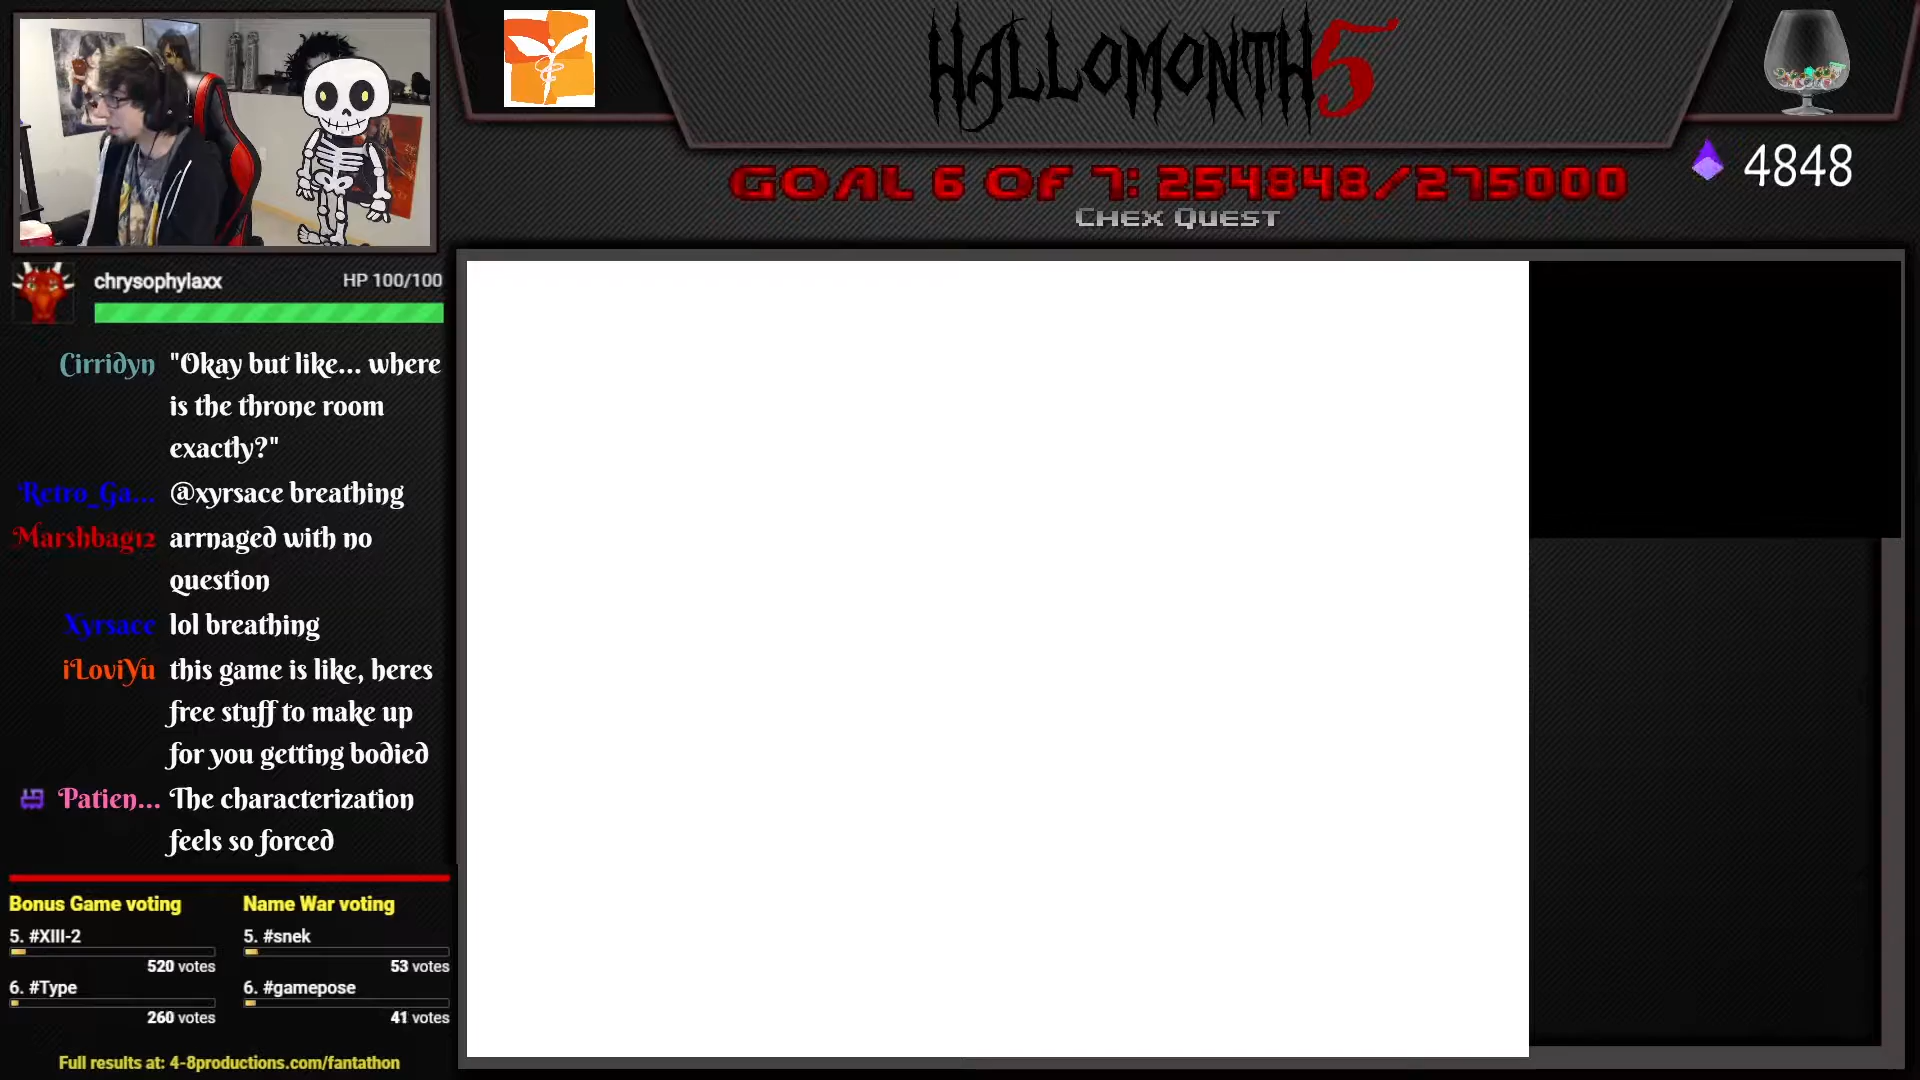 HALLOMONTH5
4848
GOAL 6 OF 7: 254848/275000
CHEX QUEST
chrysophylaxx HP 100/100
Cirridyn "Okay but like... where
is the throne room
exactly?"
Retro_Ga... @xyrsace breathing
Marshbag12 arrnaged with no
question
Xyrsace lol breathing
iLoviYu this game is like, heres
free stuff to make up
for you getting bodied
Patien... The characterization
feels so forced
Bonus Game voting
5. #XIII-2
520 votes
6. #Type
260 votes
Name War voting
5. #snek
53 votes
6. #gamepose
41 votes
Full results at: 4-8productions.com/fantathon